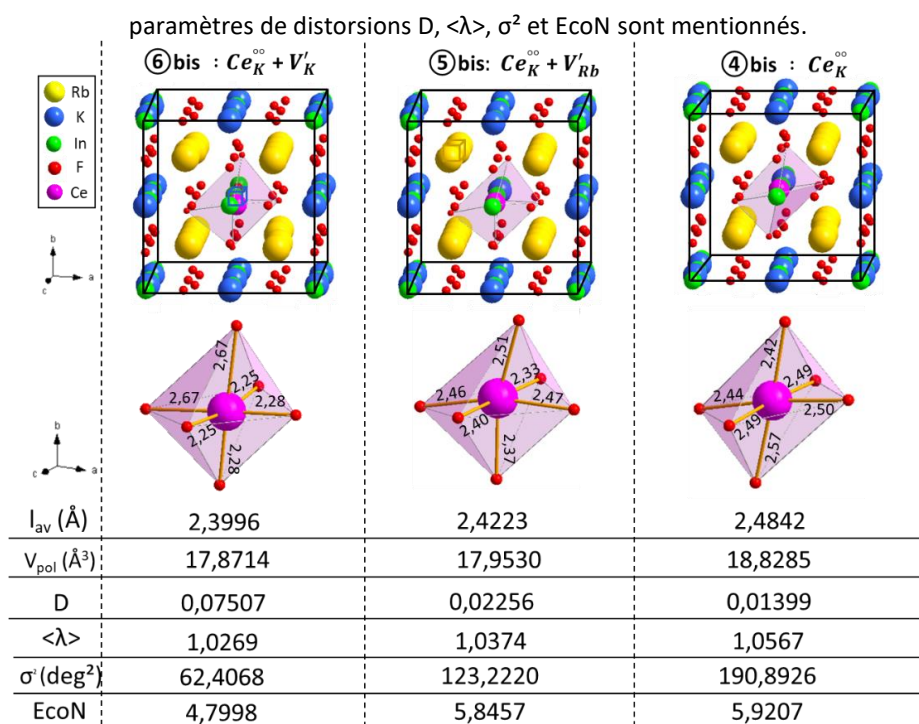 paramètres de distorsions D, <λ>, σ² et EcoN sont mentionnés.
⑥bis : Ce_K^°° + V'_K
⑤bis: Ce_K^°° + V'_Rb
④bis : Ce_K^°°
Rb
K
In
F
Ce
b
a
c
2,67
2,25
2,67
2,28
2,25
2,28
2,51
2,33
2,46
2,47
2,40
2,37
2,42
2,49
2,44
2,50
2,49
2,57
b
a
c
l_av (Å) 2,3996 2,4223 2,4842
V_pol (Å³) 17,8714 17,9530 18,8285
D 0,07507 0,02256 0,01399
<λ> 1,0269 1,0374 1,0567
σ² (deg²) 62,4068 123,2220 190,8926
EcoN 4,7998 5,8457 5,9207